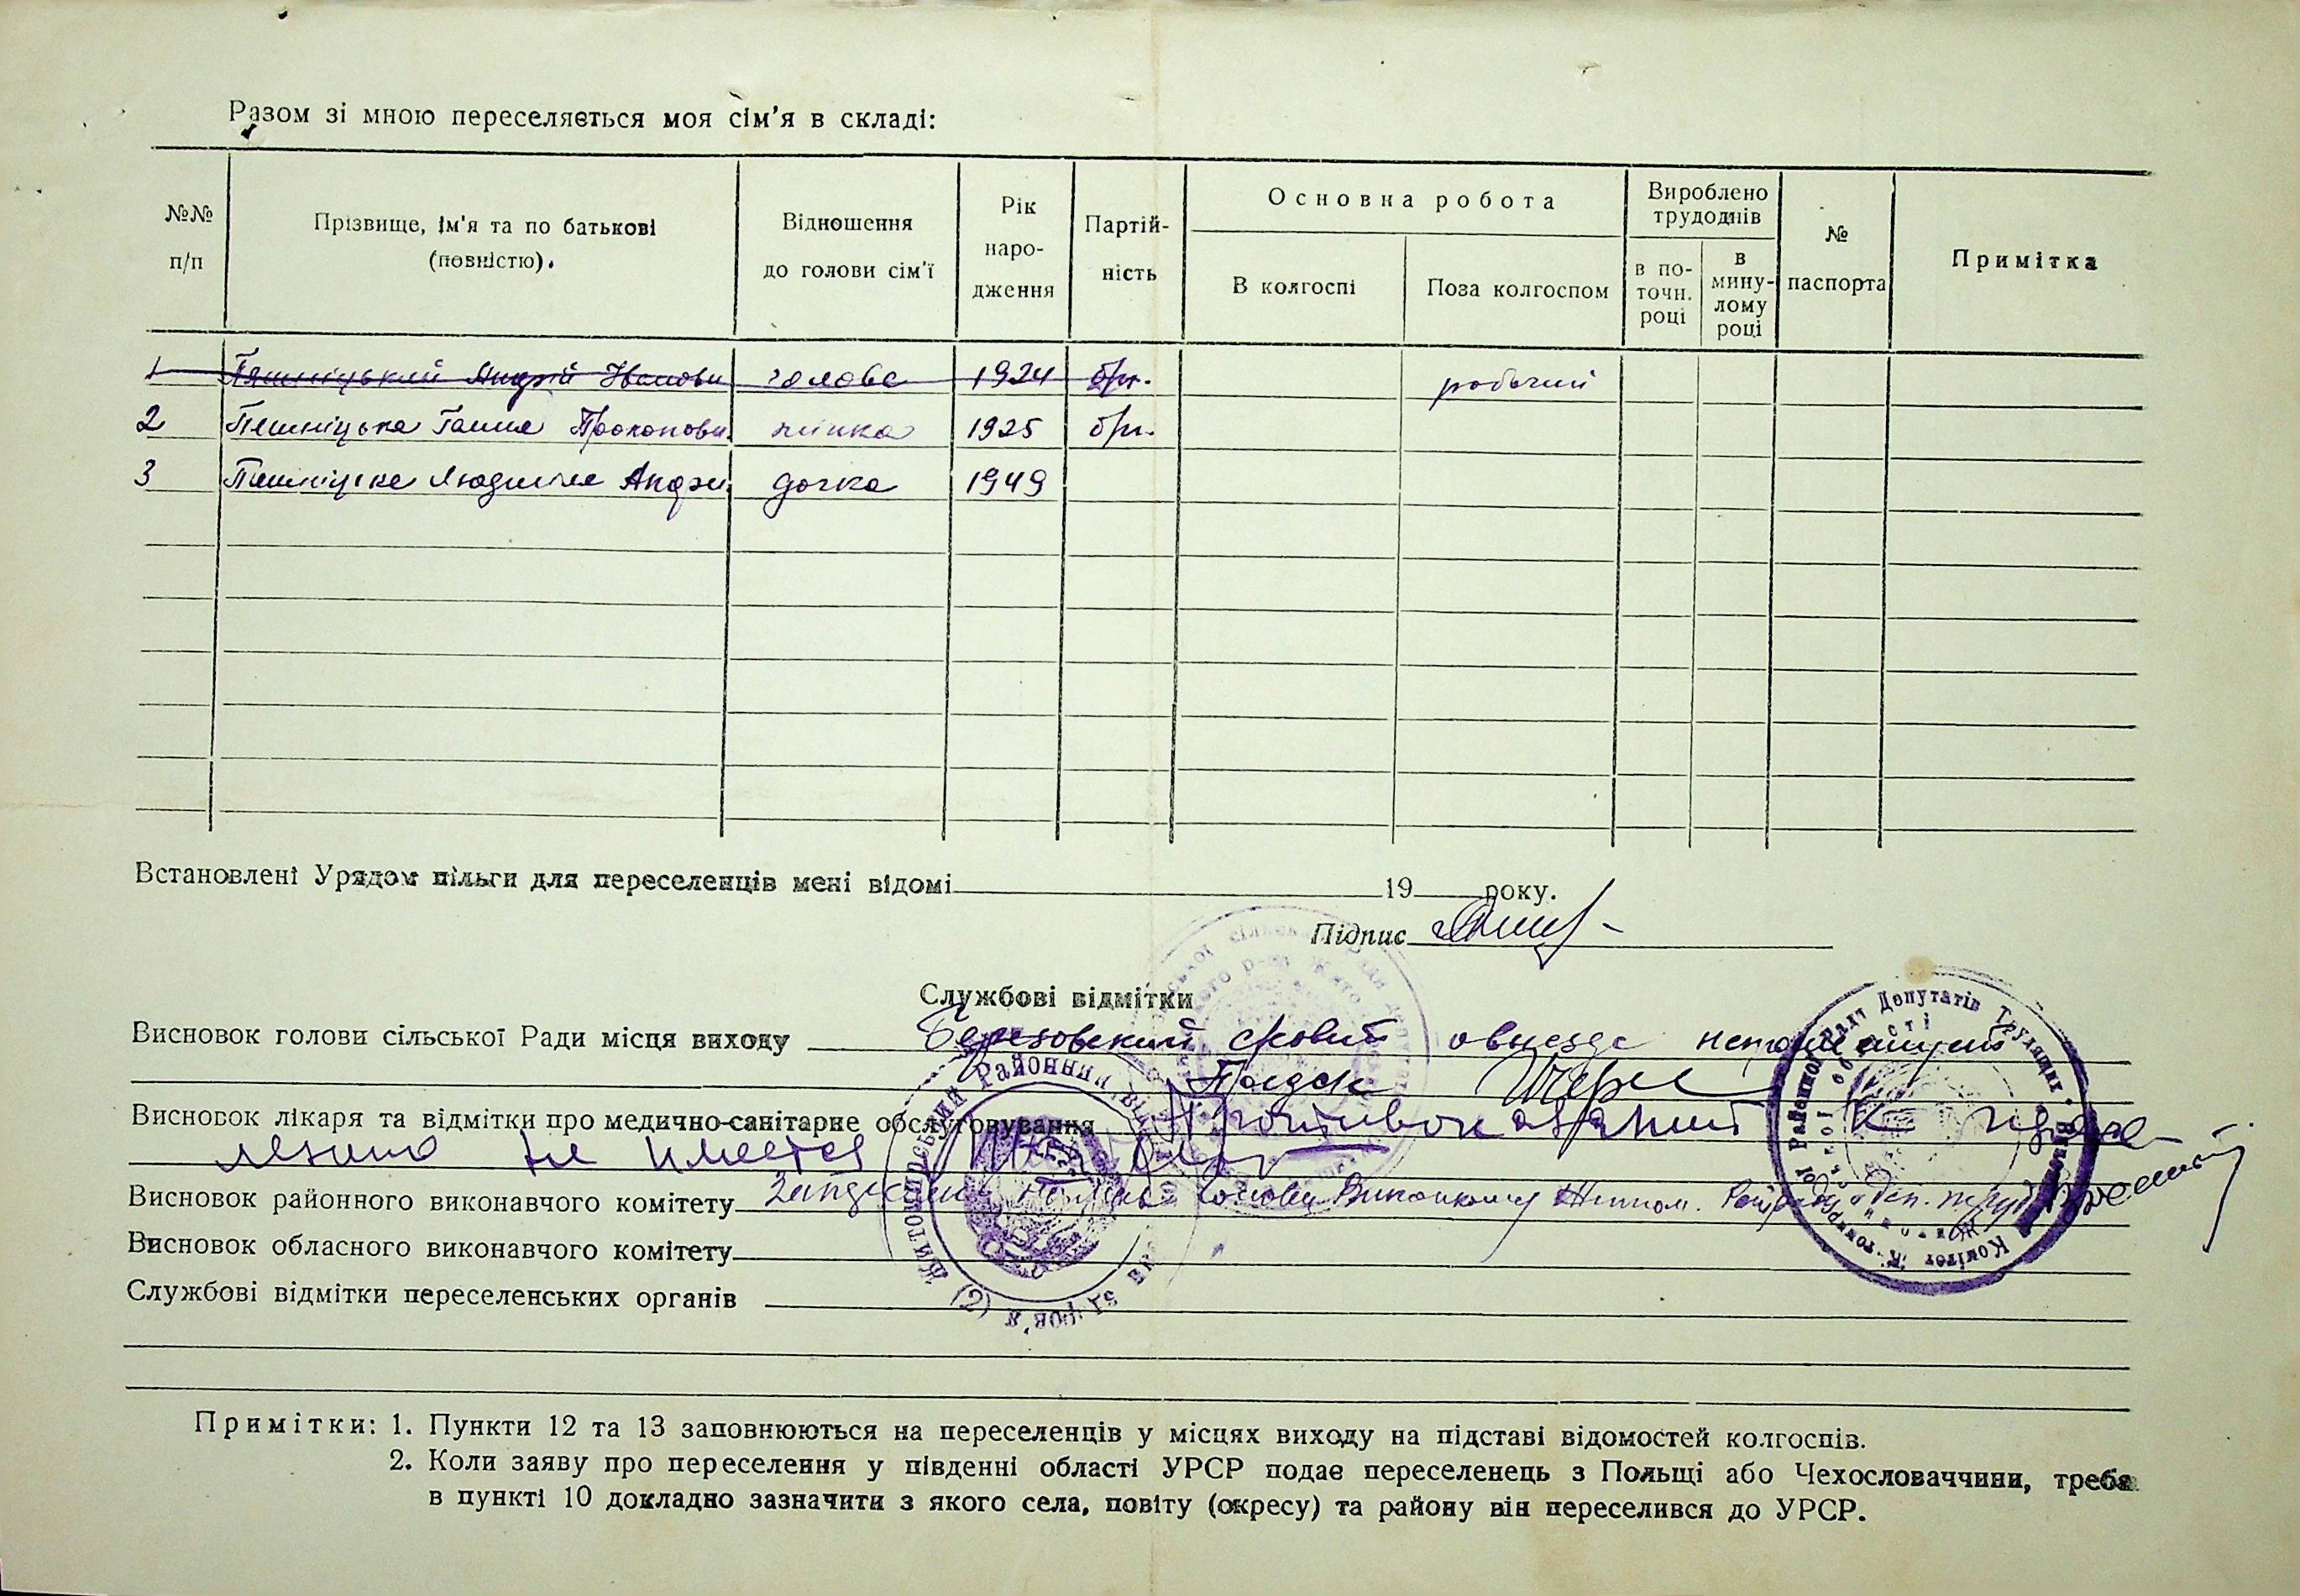 Разом зі мною переселяється моя сім'я в складі:
№№ п/п
Прізвище, ім'я та по батькові (повністю).
Відношення до голови сім'ї
Рік народження
Партійність
Основна робота
В колгоспі
Поза колгоспом
Вироблено трудоднів
в поточн. році
в минулому році
№ паспорта
Примітка
1 Андрій Іванови голова 1924 б/п. робочий
2 Ганна Прокопови жінка 1925 б/п.
3 Людмила Андрі дочка 1949
Встановлені Урядом пільги для переселенців мені відомі 19 року.
Підпис
Службові відмітки
Висновок голови сільської Ради місця виходу
Висновок лікаря та відмітки про медично-санітарне обслуговування Противопоказаний к
не имеется
Висновок районного виконавчого комітету
Висновок обласного виконавчого комітету
Службові відмітки переселенських органів
Примітки: 1. Пункти 12 та 13 заповнюються на переселенців у місцях виходу на підставі відомостей колгоспів.
2. Коли заяву про переселення у південні області УРСР подає переселенець з Польщі або Чехословаччини, треба
в пункті 10 докладно зазначити з якого села, повіту (окресу) та району він переселився до УРСР.